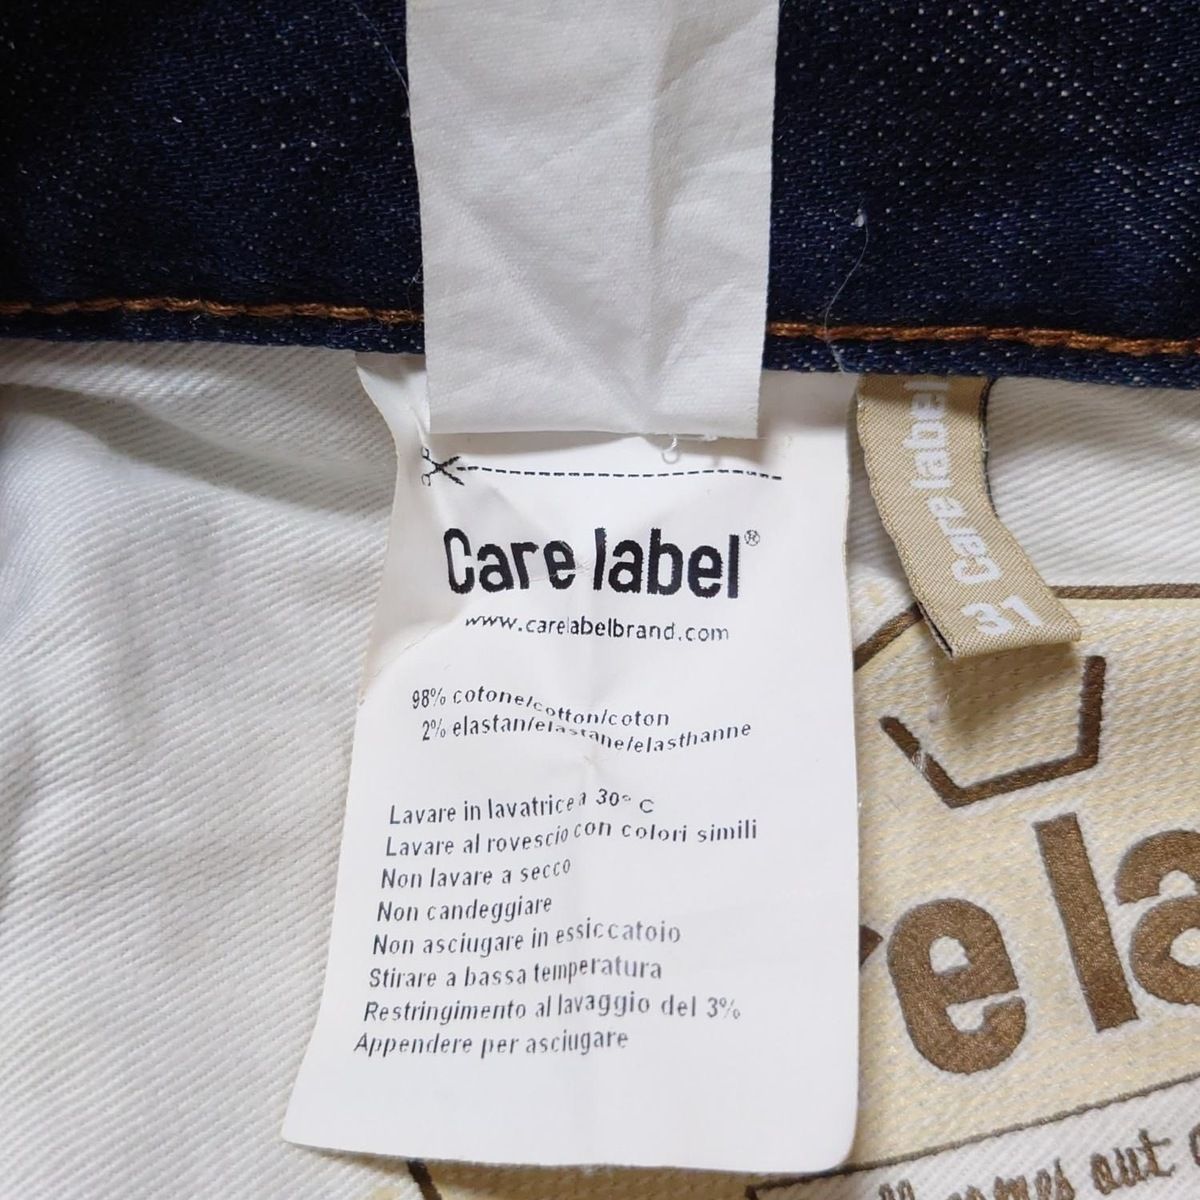 Care label®
www.carelabelbrand.com
98% cotone/cotton/coton
2% elastan/elastane/elasthanne
Lavare in lavatrice a 30° C
Lavare al rovescio con colori simili
Non lavare a secco
Non candeggiare
Non asciugare in essiccatoio
Stirare a bassa temperatura
Restringimento al lavaggio del 3%
Appendere per asciugare
care label
31
re la
out